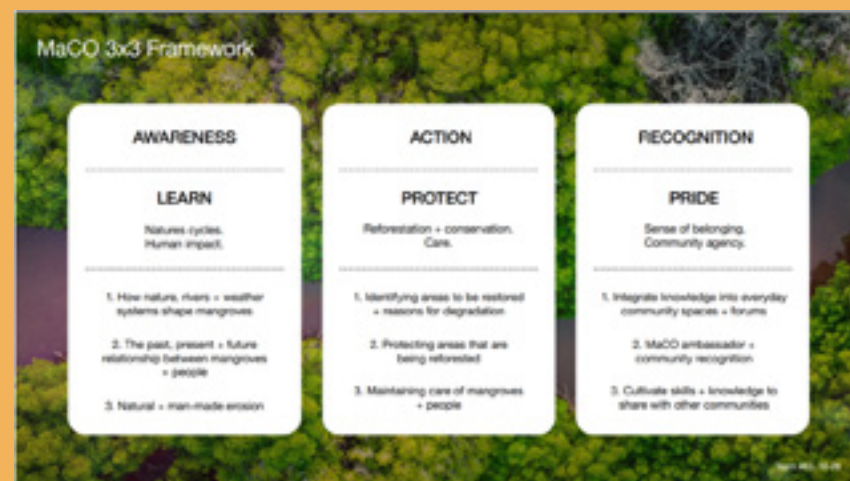 MaCO 3x3 Framework
AWARENESS
LEARN
Natures cycles.
Human impact.
1. How nature, rivers + weather
systems shape mangroves
2. The past, present + future
relationship between mangroves
+ people
3. Natural + man-made erosion
ACTION
PROTECT
Reforestation + conservation.
Care.
1. Identifying areas to be restored
+ reasons for degradation
2. Protecting areas that are
being reforested
3. Maintaining care of mangroves
+ people
RECOGNITION
PRIDE
Sense of belonging.
Community agency.
1. Integrate knowledge into everyday
community spaces + forums
2. MaCO ambassador +
community recognition
3. Cultivate skills + knowledge to
share with other communities